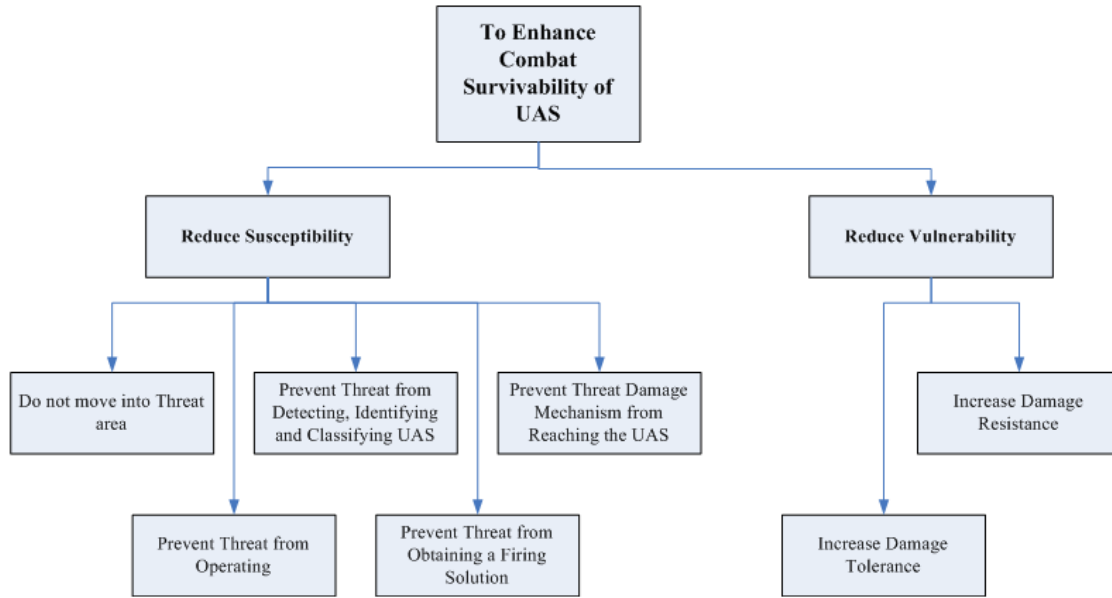 To Enhance
Combat
Survivability of
UAS
Reduce Susceptibility
Reduce Vulnerability
Do not move into Threat
area
Prevent Threat from
Detecting, Identifying
and Classifying UAS
Prevent Threat Damage
Mechanism from
Reaching the UAS
Increase Damage
Resistance
Prevent Threat from
Operating
Prevent Threat from
Obtaining a Firing
Solution
Increase Damage
Tolerance